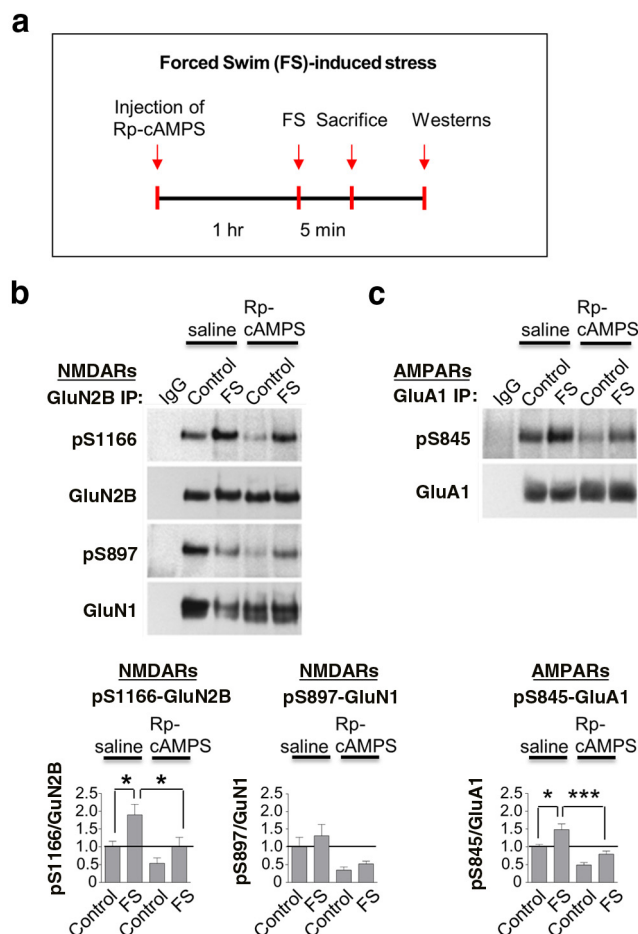 a
Forced Swim (FS)-induced stress
Injection of
Rp-cAMPS
FS
Sacrifice
Westerns
1 hr
5 min
b
saline
Rp-
cAMPS
NMDARs
GluN2B IP:
IgG
Control
FS
Control
FS
pS1166
GluN2B
pS897
GluN1
c
saline
Rp-
cAMPS
AMPARs
GluA1 IP:
IgG
Control
FS
Control
FS
pS845
GluA1
NMDARs
pS1166-GluN2B
saline
Rp-
cAMPS
pS1166/GuN2B
2.5
2.0
1.5
1.0
0.5
0
*
*
Control
FS
Control
FS
NMDARs
pS897-GluN1
saline
Rp-
cAMPS
pS897/GuN1
2.5
2.0
1.5
1.0
0.5
0
Control
FS
Control
FS
AMPARs
pS845-GluA1
saline
Rp-
cAMPS
pS845/GluA1
2.5
2.0
1.5
1.0
0.5
0
*
***
Control
FS
Control
FS